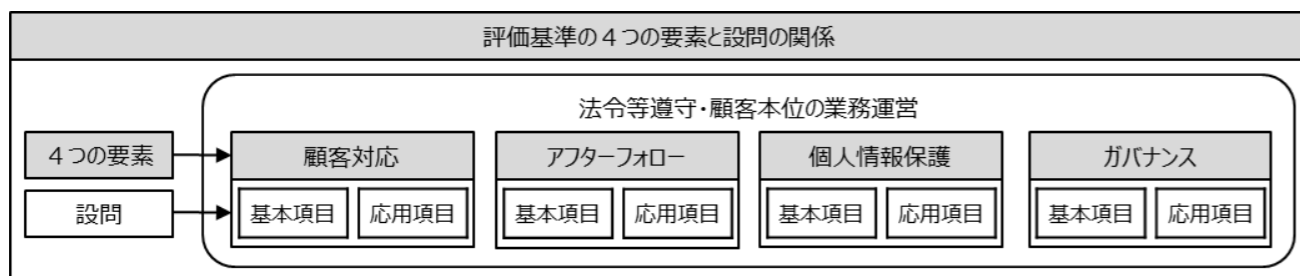 評価基準の４つの要素と設問の関係
法令等遵守・顧客本位の業務運営
４つの要素
顧客対応
アフターフォロー
個人情報保護
ガバナンス
設問
基本項目
応用項目
基本項目
応用項目
基本項目
応用項目
基本項目
応用項目